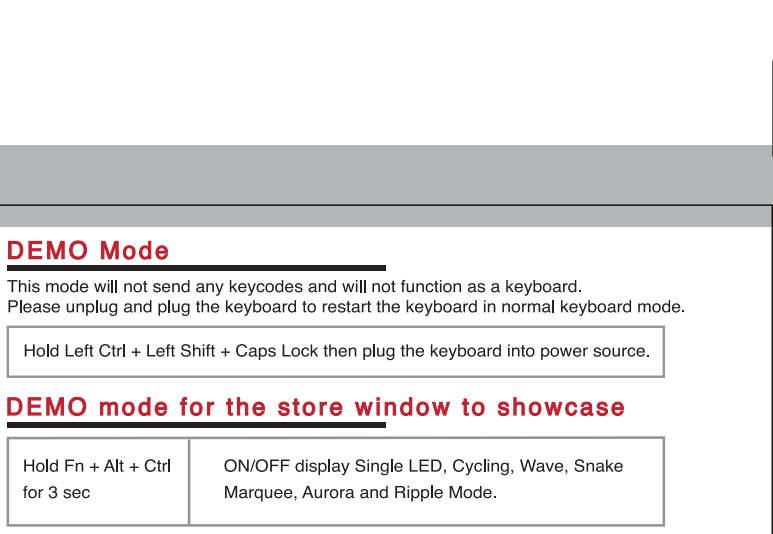 DEMO Mode
This mode will not send any keycodes and will not function as a keyboard.
Please unplug and plug the keyboard to restart the keyboard in normal keyboard mode.
Hold Left Ctrl + Left Shift + Caps Lock then plug the keyboard into power source.
DEMO mode for the store window to showcase
Hold Fn + Alt + Ctrl
for 3 sec
ON/OFF display Single LED, Cycling, Wave, Snake
Marquee, Aurora and Ripple Mode.